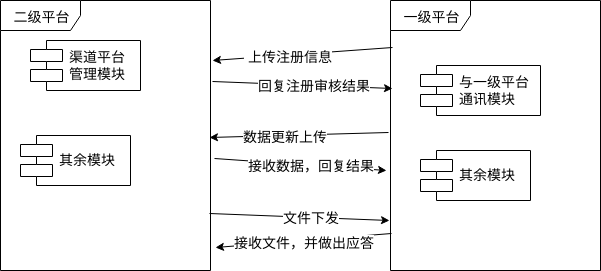 二级平台
渠道平台
管理模块
其余模块
上传注册信息
回复注册审核结果
数据更新上传
接收数据，回复结果
文件下发
接收文件，并做出应答
一级平台
与一级平台
通讯模块
其余模块